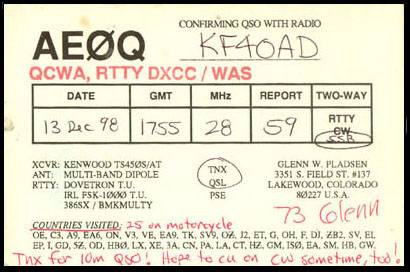 CONFIRMING QSO WITH RADIO
AEØQ KF4OAD
QCWA, RTTY DXCC / WAS
DATE GMT MHz REPORT TWO-WAY
13 Dec 98 1755 28 59 RTTY
CW
SSB
XCVR: KENWOOD TS450S/AT
ANT: MULTI-BAND DIPOLE
RTTY: DOVETRON T.U.
IRL FSK-1000 T.U.
386SX / BMKMULTY
TNX
QSL
PSE
GLENN W. PLADSEN
3351 S. FIELD ST. #137
LAKEWOOD, COLORADO
80227 U.S.A.
73 Glenn
COUNTRIES VISITED: 25 on motorcycle
OE, C3, A9, EA6, ON, V3, VE, EA9, TK, SV9, OZ, J2, ET, G, OH, F, DJ, ZB2, SV, EL
EP, I, GD, 5Z, OD, HBØ, LX, XE, 3A, CN, PA, LA, CT, HZ, GM, ISØ, EA, SM, HB, GW.
Tnx for 10m QSO! Hope to cu on CW sometime, too!